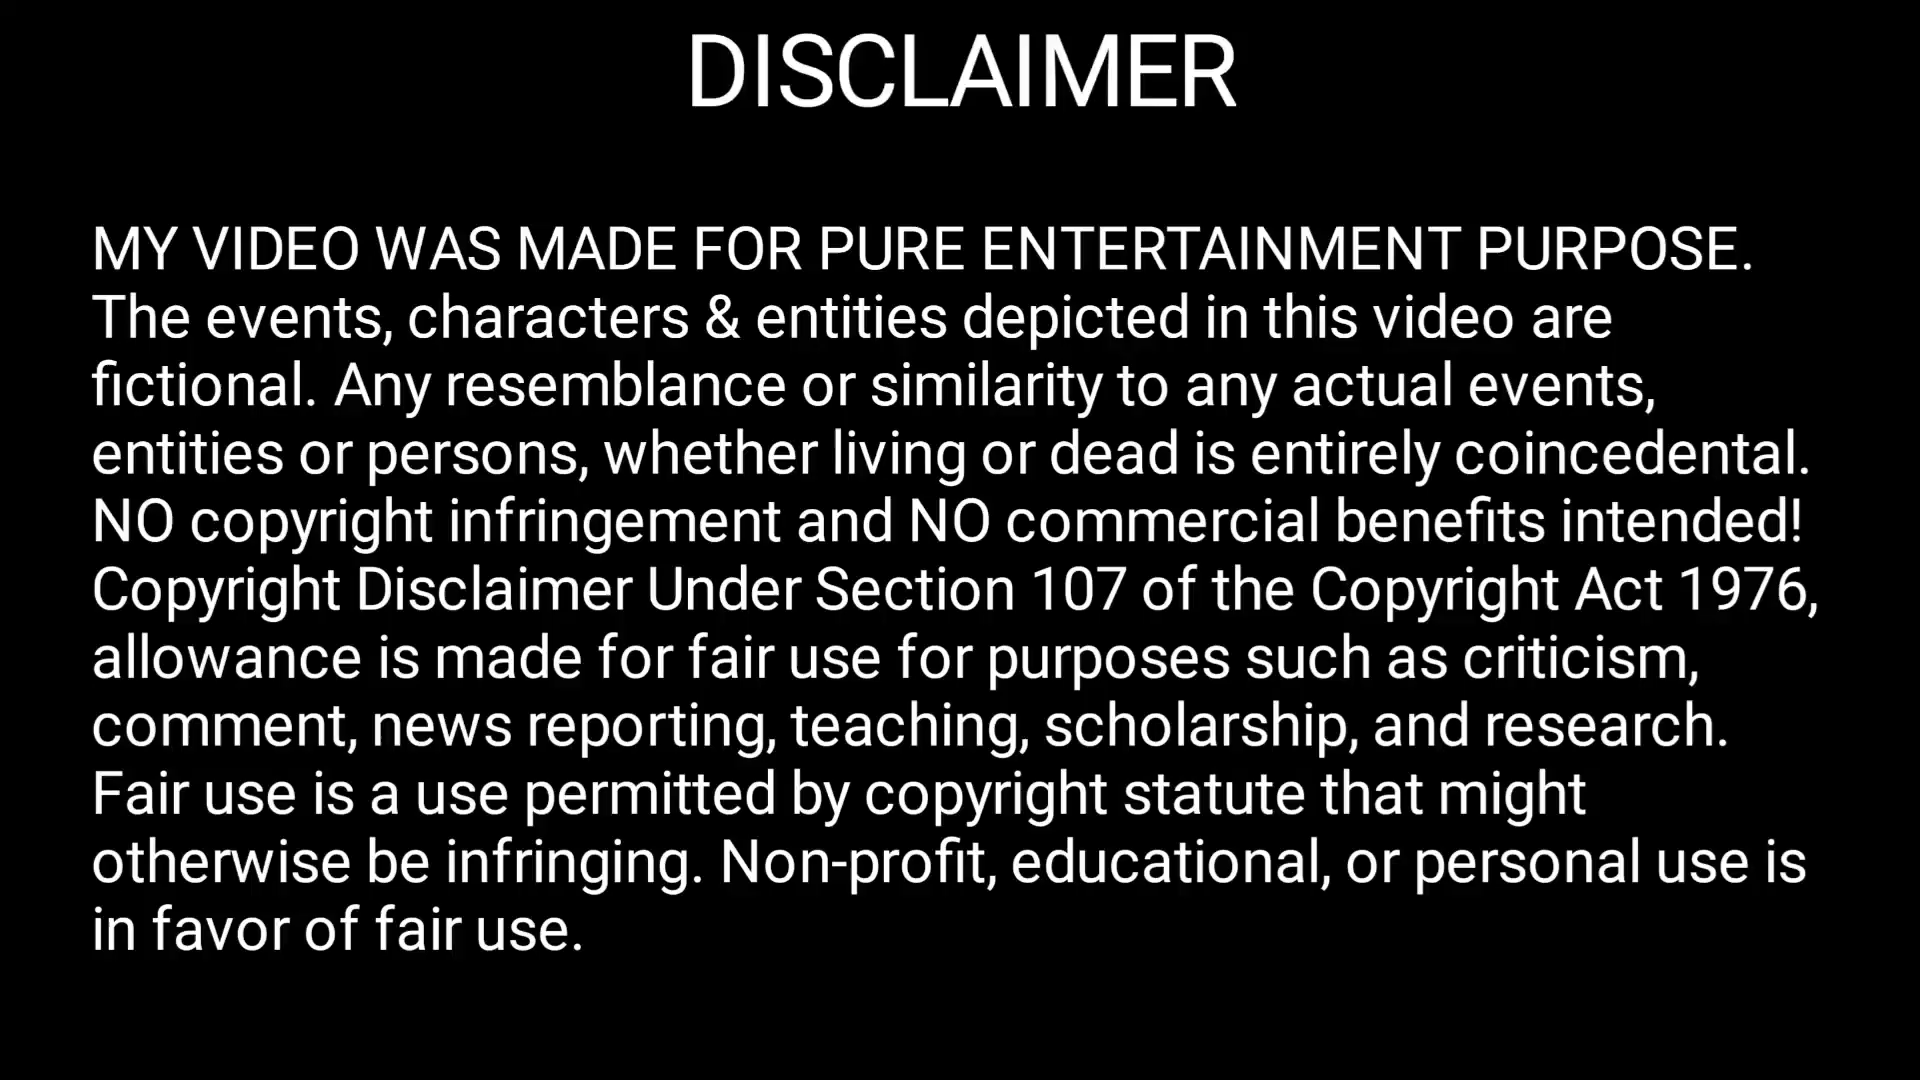 DISCLAIMER
MY VIDEO WAS MADE FOR PURE ENTERTAINMENT PURPOSE.
The events, characters & entities depicted in this video are
fictional. Any resemblance or similarity to any actual events,
entities or persons, whether living or dead is entirely coincedental.
NO copyright infringement and NO commercial benefits intended!
Copyright Disclaimer Under Section 107 of the Copyright Act 1976,
allowance is made for fair use for purposes such as criticism,
comment, news reporting, teaching, scholarship, and research.
Fair use is a use permitted by copyright statute that might
otherwise be infringing. Non-profit, educational, or personal use is
in favor of fair use.